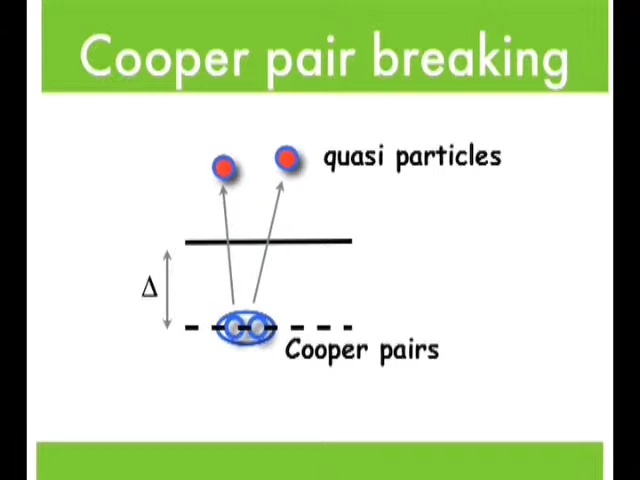 Cooper pair breaking
quasi particles
Δ
Cooper pairs